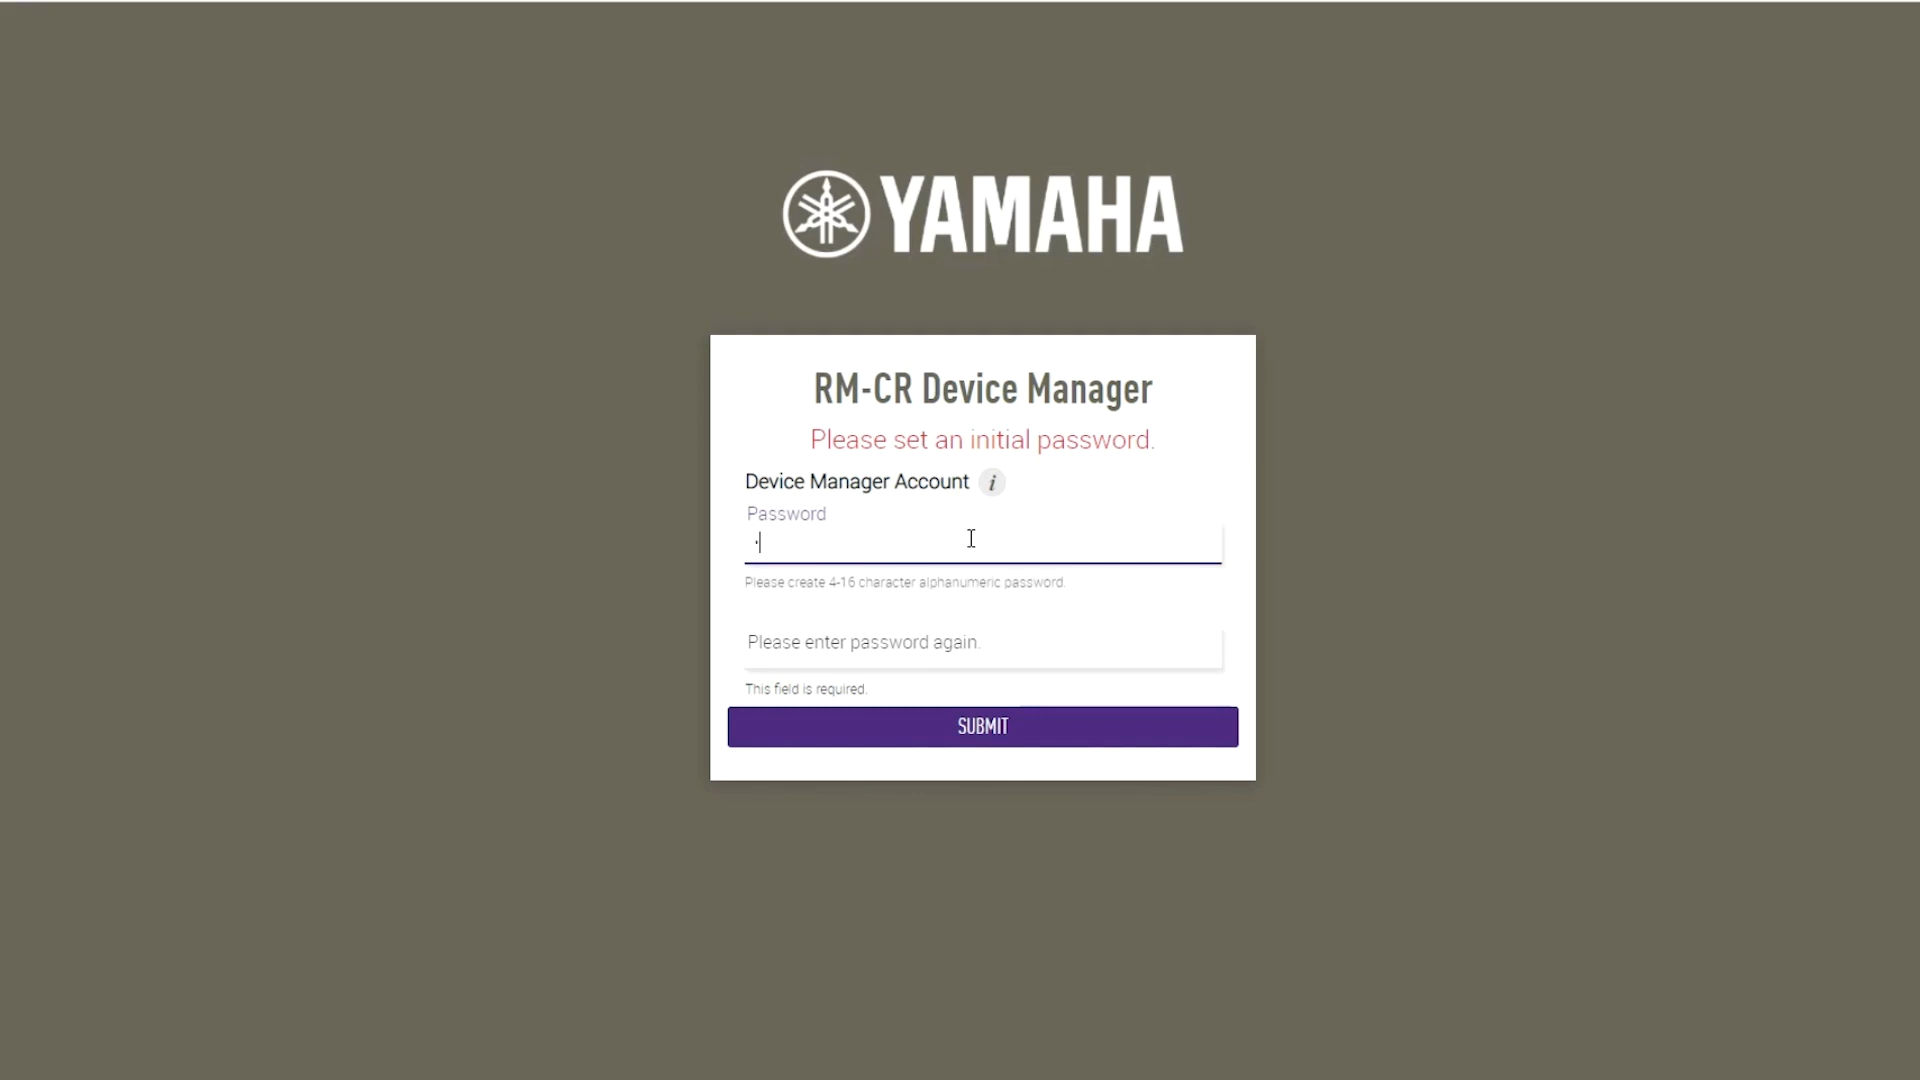 YAMAHA
RM-CR Device Manager
Please set an initial password.
Device Manager Account i
Password
Please create 4-16 character alphanumeric password.
Please enter password again.
This field is required.
SUBMIT